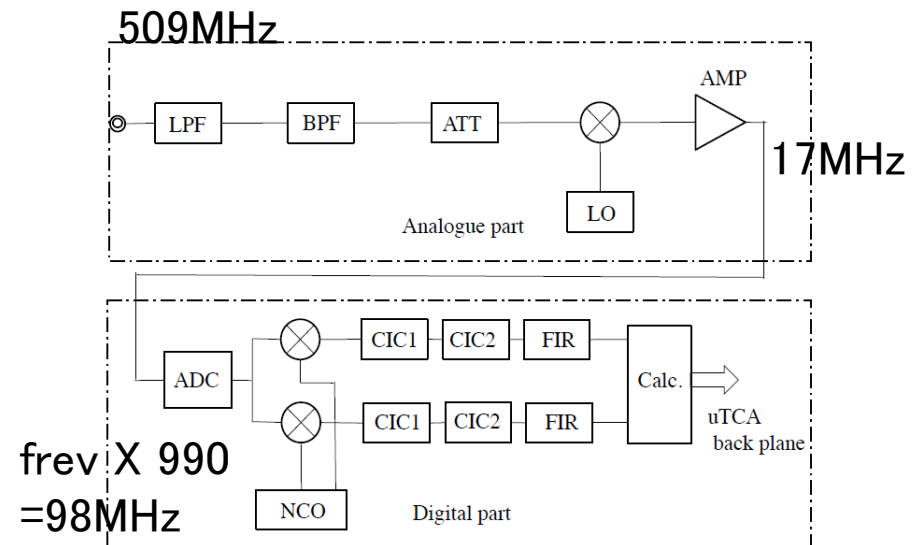 509MHz
AMP
LPF
BPF
ATT
17MHz
LO
Analogue part
CIC1
CIC2
FIR
ADC
Calc.
uTCA
back plane
CIC1
CIC2
FIR
frev X 990
=98MHz
NCO
Digital part